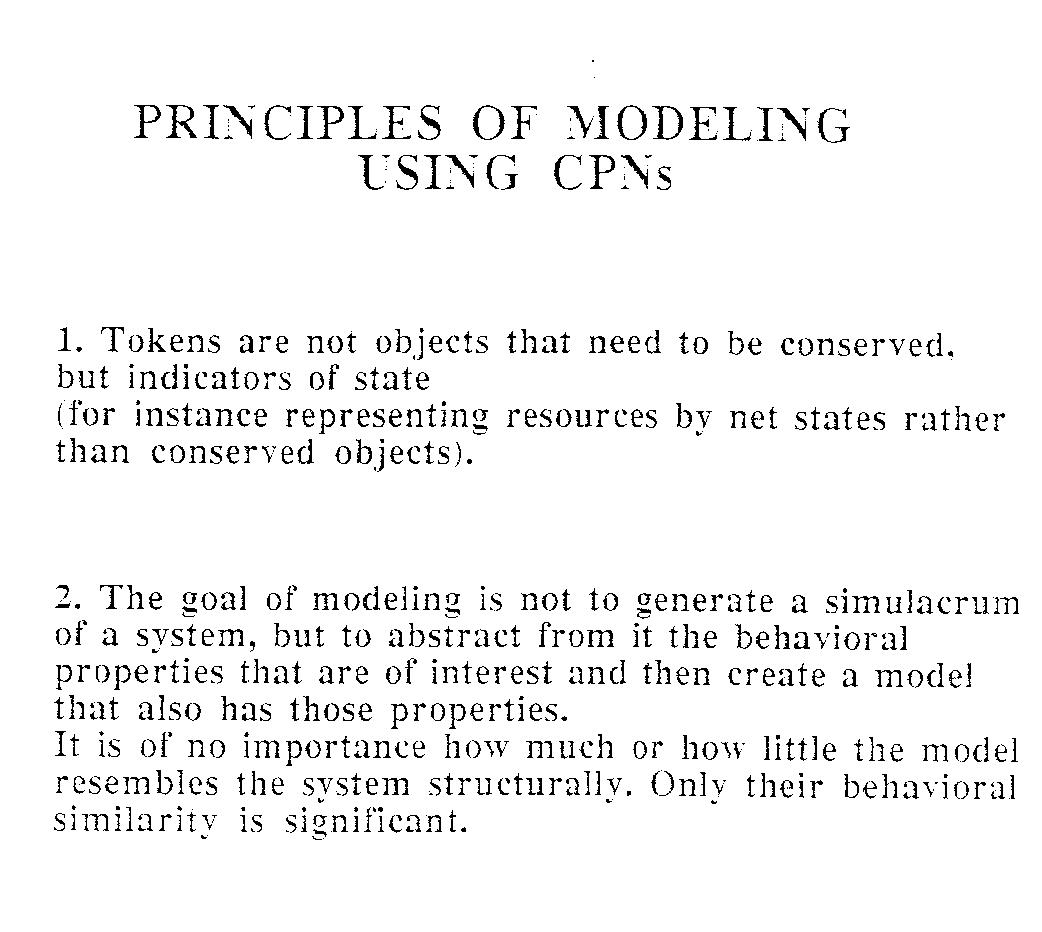 PRINCIPLES OF MODELING
USING CPNs
1. Tokens are not objects that need to be conserved.
but indicators of state
(for instance representing resources by net states rather
than conserved objects).
2. The goal of modeling is not to generate a simulacrum
of a system, but to abstract from it the behavioral
properties that are of interest and then create a model
that also has those properties.
It is of no importance how much or how little the model
resembles the system structurally. Only their behavioral
similarity is significant.